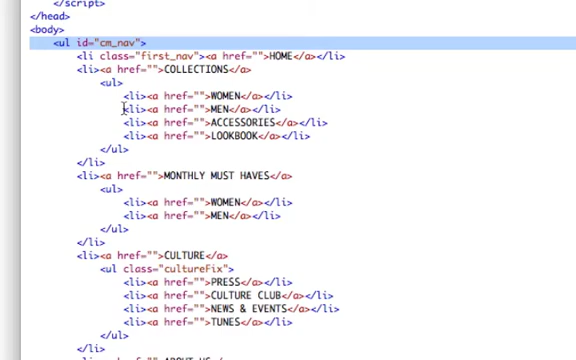 </script>
</head>
<body>
<ul id="cm_nav">
<li class="first_nav"><a href="">HOME</a></li>
<li><a href="">COLLECTIONS</a>
<ul>
<li><a href="">WOMEN</a></li>
<li><a href="">MEN</a></li>
<li><a href="">ACCESSORIES</a></li>
<li><a href="">LOOKBOOK</a></li>
</ul>
</li>
<li><a href="">MONTHLY MUST HAVES</a>
<ul>
<li><a href="">WOMEN</a></li>
<li><a href="">MEN</a></li>
</ul>
</li>
<li><a href="">CULTURE</a>
<ul class="cultureFix">
<li><a href="">PRESS</a></li>
<li><a href="">CULTURE CLUB</a></li>
<li><a href="">NEWS & EVENTS</a></li>
<li><a href="">TUNES</a></li>
</ul>
</li>